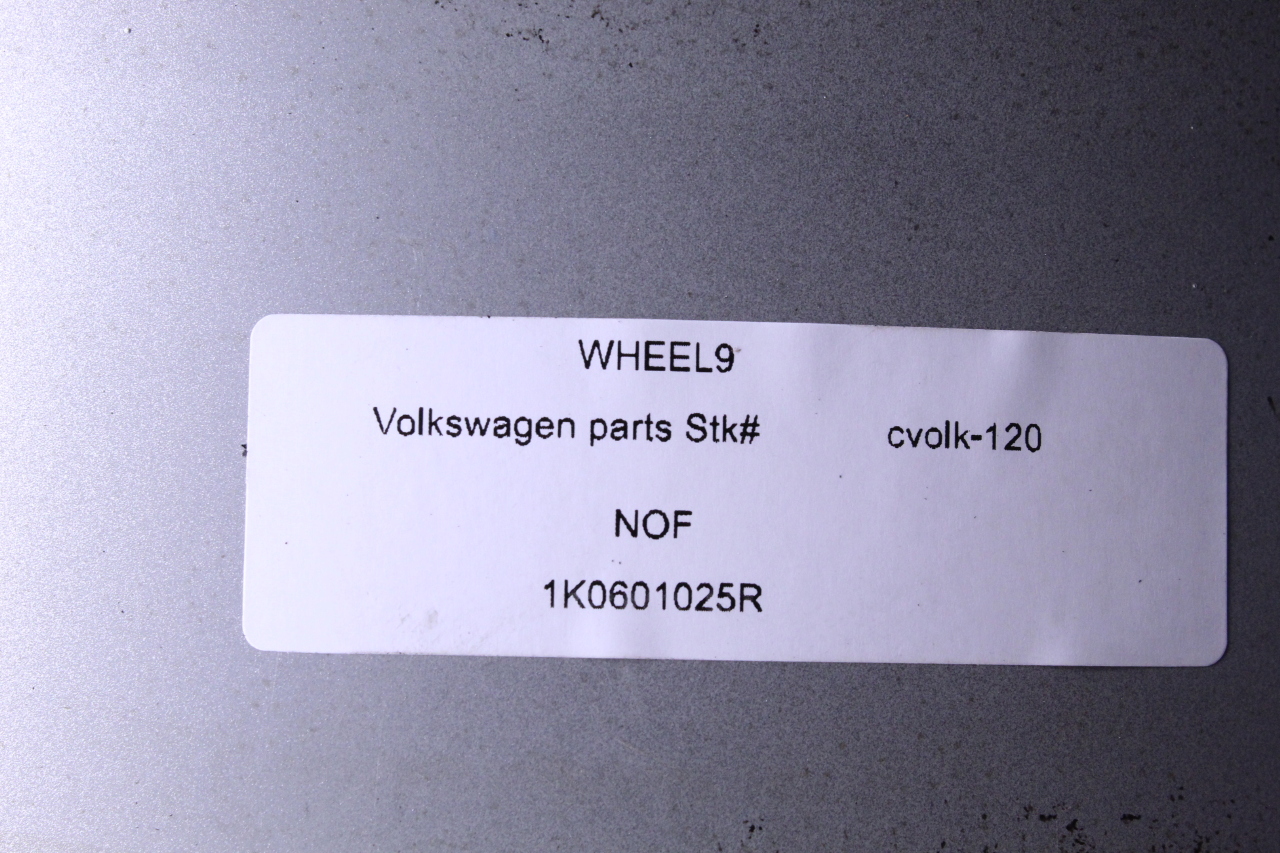 WHEEL9
Volkswagen parts Stk# cvolk-120
NOF
1K0601025R